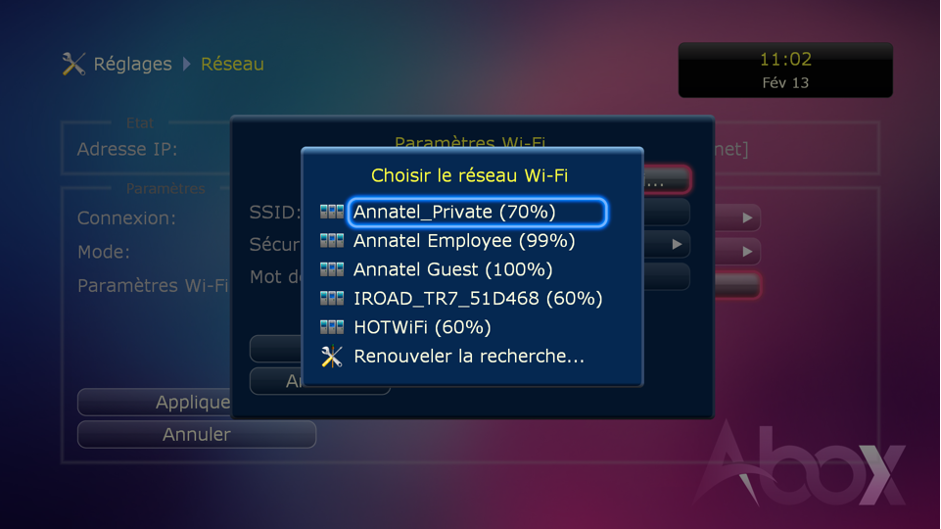 Réglages Réseau
11:02
Fév 13
Etat
Adresse IP:
net]
Paramètres
Connexion:
Mode:
Paramètres Wi-Fi
Applique
Annuler
Paramètres Wi-Fi
...
SSID:
Sécur
Mot d
A
Choisir le réseau Wi-Fi
Annatel_Private (70%)
Annatel Employee (99%)
Annatel Guest (100%)
IROAD_TR7_51D468 (60%)
HOTWiFi (60%)
Renouveler la recherche...
Abox